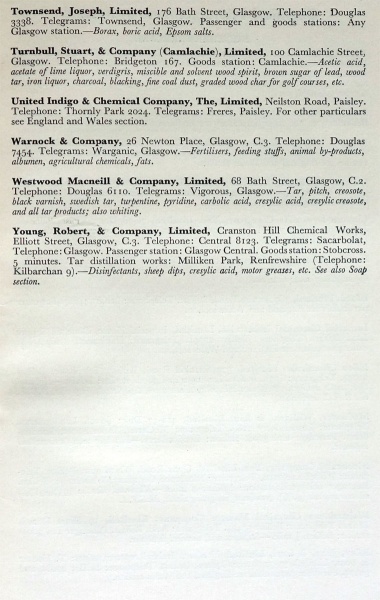 Townsend, Joseph, Limited, 176 Bath Street, Glasgow. Telephone: Douglas
3338. Telegrams: Townsend, Glasgow. Passenger and goods stations: Any
Glasgow station.—Borax, boric acid, Epsom salts.
Turnbull, Stuart, & Company (Camlachie), Limited, 100 Camlachie Street,
Glasgow. Telephone: Bridgeton 167. Goods station: Camlachie.—Acetic acid,
acetate of lime liquor, verdigris, miscible and solvent wood spirit, brown sugar of lead, wood
tar, iron liquor, charcoal, blacking, fine coal dust, graded wood char for golf courses, etc.
United Indigo & Chemical Company, The, Limited, Neilston Road, Paisley.
Telephone: Thornly Park 2024. Telegrams: Freres, Paisley. For other particulars
see England and Wales section.
Warnock & Company, 26 Newton Place, Glasgow, C.3. Telephone: Douglas
7454. Telegrams: Warganic, Glasgow.—Fertilisers, feeding stuffs, animal by-products,
albumen, agricultural chemicals, fats.
Westwood Macneill & Company, Limited, 68 Bath Street, Glasgow, C.2.
Telephone: Douglas 6110. Telegrams: Vigorous, Glasgow.—Tar, pitch, creosote,
black varnish, swedish tar, turpentine, pyridine, carbolic acid, cresylic acid, cresylic creosote,
and all tar products; also whiting.
Young, Robert, & Company, Limited, Cranston Hill Chemical Works,
Elliott Street, Glasgow, C.3. Telephone: Central 8123. Telegrams: Sacarbolat,
Telephone: Glasgow. Passenger station: Glasgow Central. Goods station: Stobcross.
5 minutes. Tar distillation works: Milliken Park, Renfrewshire (Telephone:
Kilbarchan 9).—Disinfectants, sheep dips, cresylic acid, motor greases, etc. See also Soap
section.